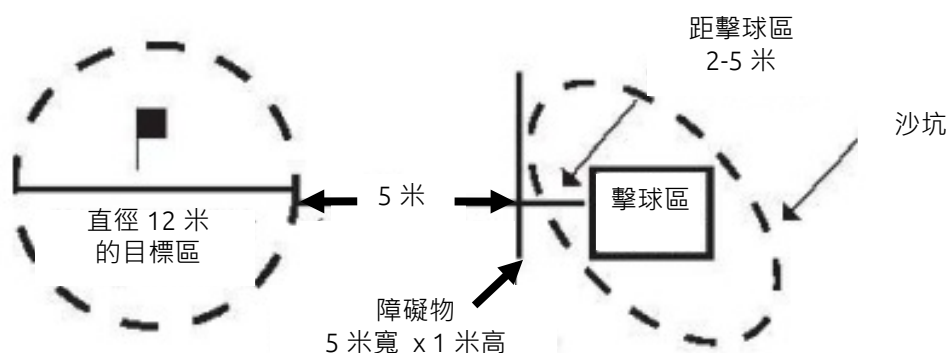 距擊球區
2-5 米
沙坑
5 米
擊球區
直徑 12 米
的目標區
障礙物
5 米寬 x 1 米高